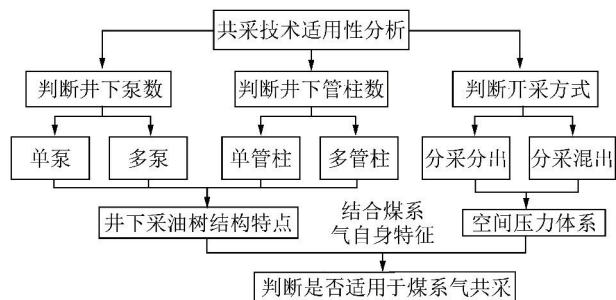 共采技术适用性分析
判断井下泵数
判断井下管柱数
判断开采方式
单泵
多泵
单管柱
多管柱
分采分出
分采混出
井下采油树结构特点
结合煤系
气自身特征
空间压力体系
判断是否适用于煤系气共采